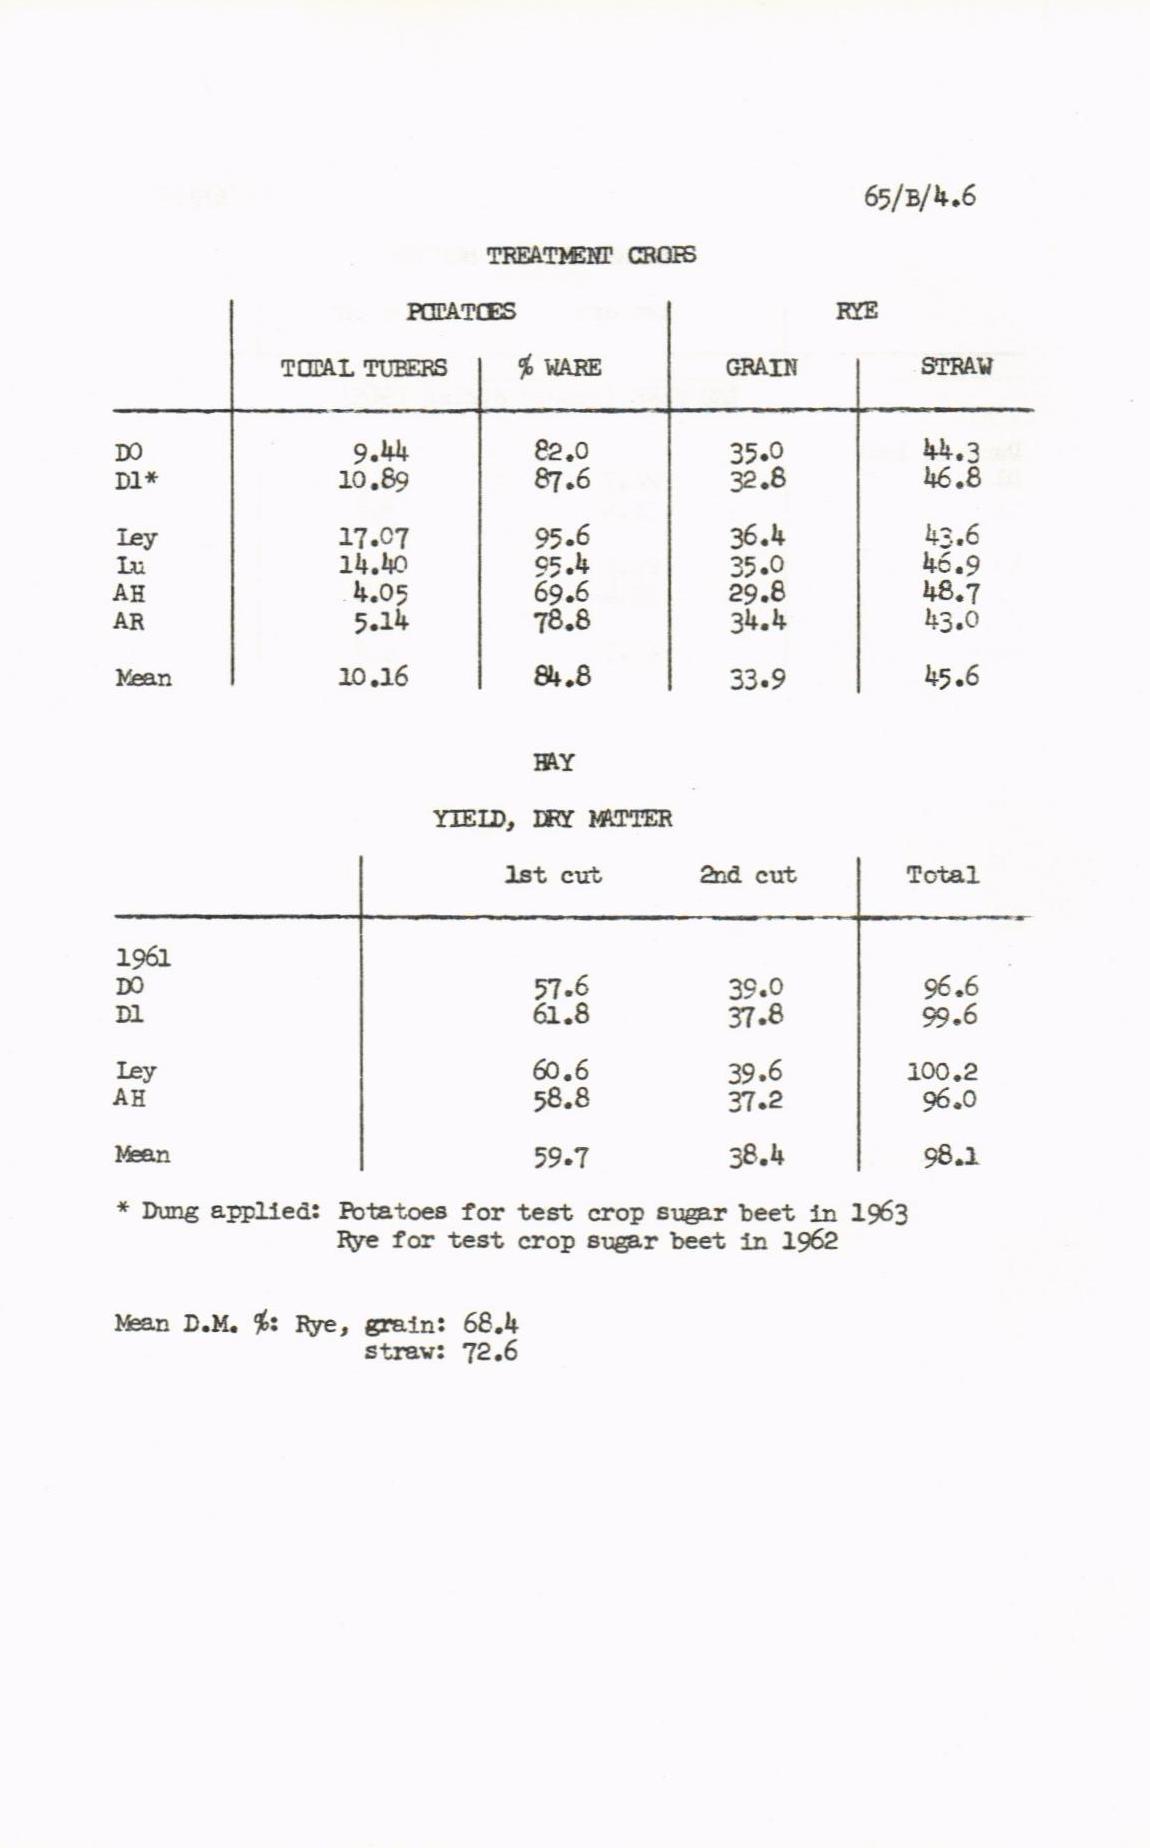 65/B/4.6
TREATMENT CROPS
POTATOES RYE
TOTAL TUBERS % WARE GRAIN STRAW
DO 9.44 82.0 35.0 44.3
D1* 10.89 87.6 32.8 46.8
Ley 17.07 95.6 36.4 43.6
Lu 14.40 95.4 35.0 46.9
AH 4.05 69.6 29.8 48.7
AR 5.14 78.8 34.4 43.0
Mean 10.16 84.8 33.9 45.6
HAY
YIELD, DRY MATTER
1st cut 2nd cut Total
1961
DO 57.6 39.0 96.6
D1 61.8 37.8 99.6
Ley 60.6 39.6 100.2
AH 58.8 37.2 96.0
Mean 59.7 38.4 98.1
* Dung applied: Potatoes for test crop sugar beet in 1963
Rye for test crop sugar beet in 1962
Mean D.M. %: Rye, grain: 68.4
straw: 72.6